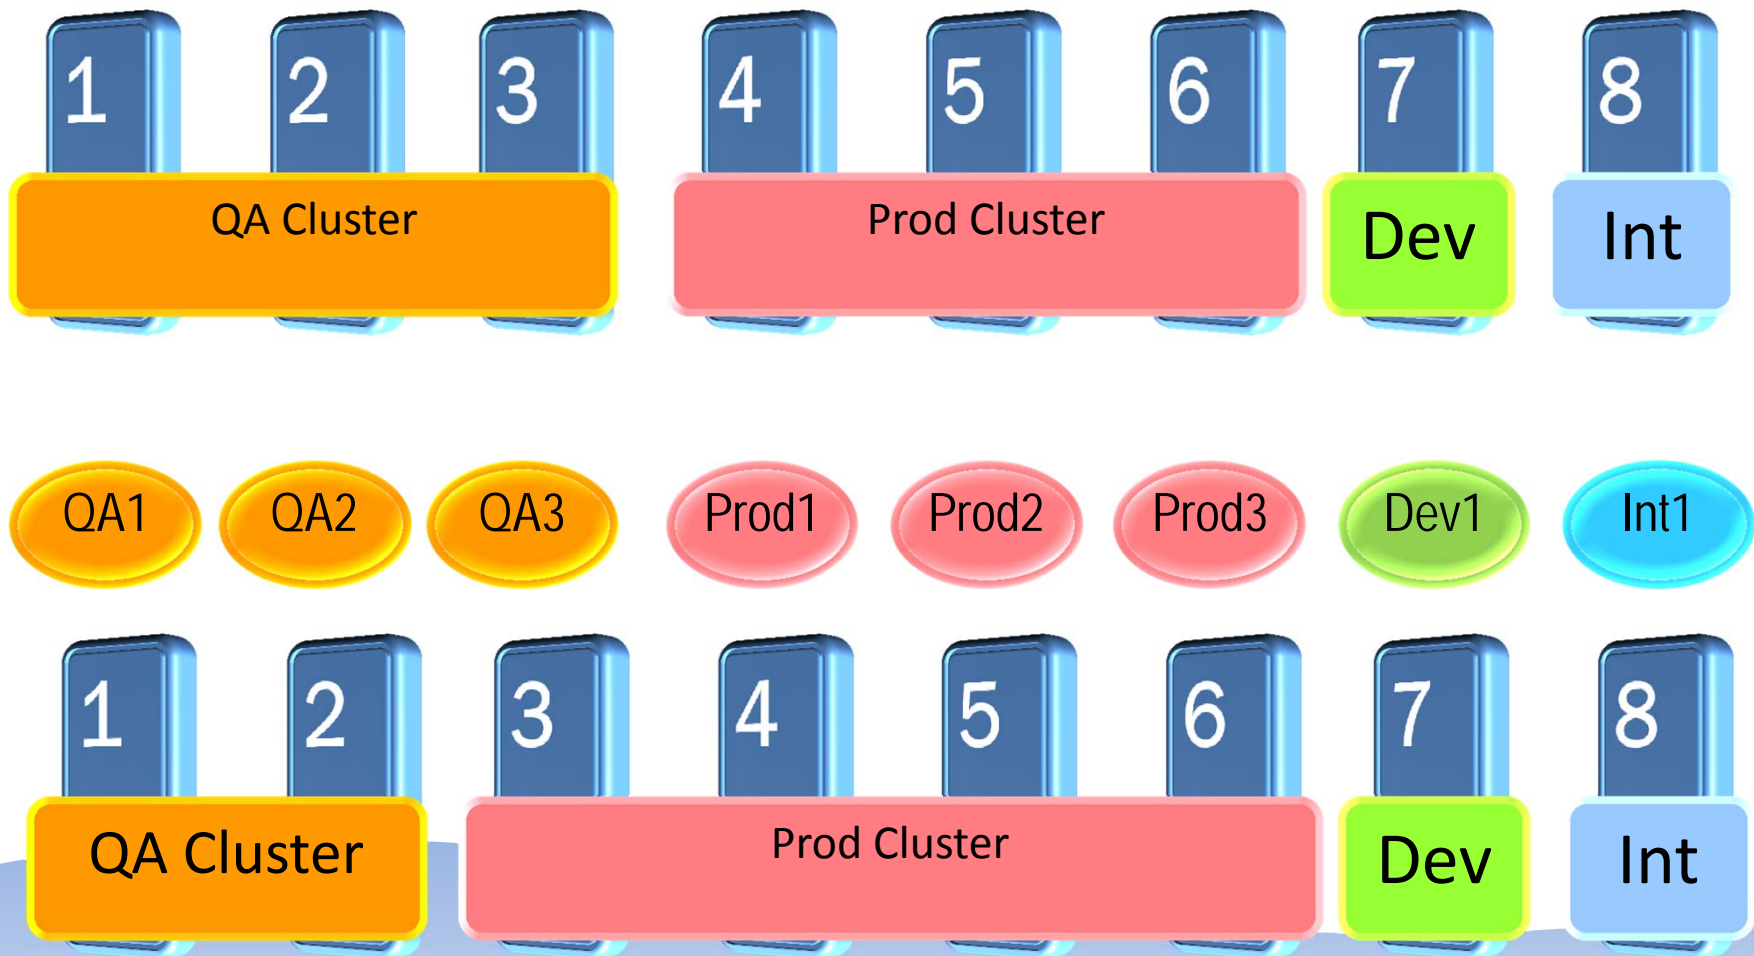 1 2 3 4 5 6 7 8
QA Cluster Prod Cluster Dev Int
QA1 QA2 QA3 Prod1 Prod2 Prod3 Dev1 Int1
1 2 3 4 5 6 7 8
QA Cluster Prod Cluster Dev Int